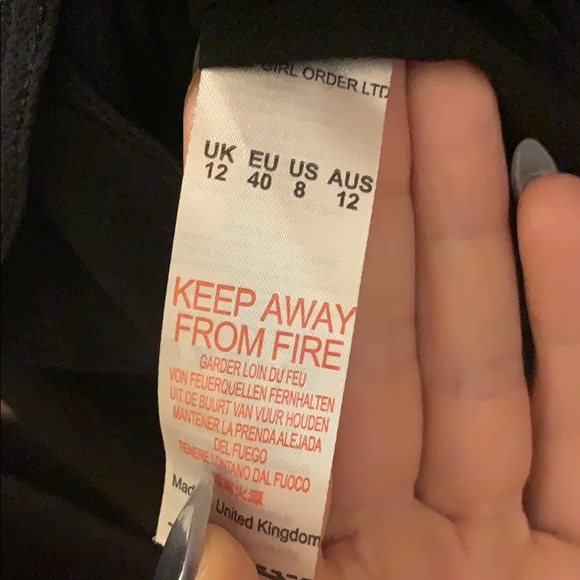 GIRL ORDER LTD
UK EU US AUS
12 40 8 12
KEEP AWAY
FROM FIRE
GARDER LOIN DU FEU
VON FEUERQUELLEN FERNHALTEN
UIT DE BUURT VAN VUUR HOUDEN
MANTENER LA PRENDA ALEJADA
DEL FUEGO
TENERE LONTANO DAL FUOCO
火源
United Kingdom